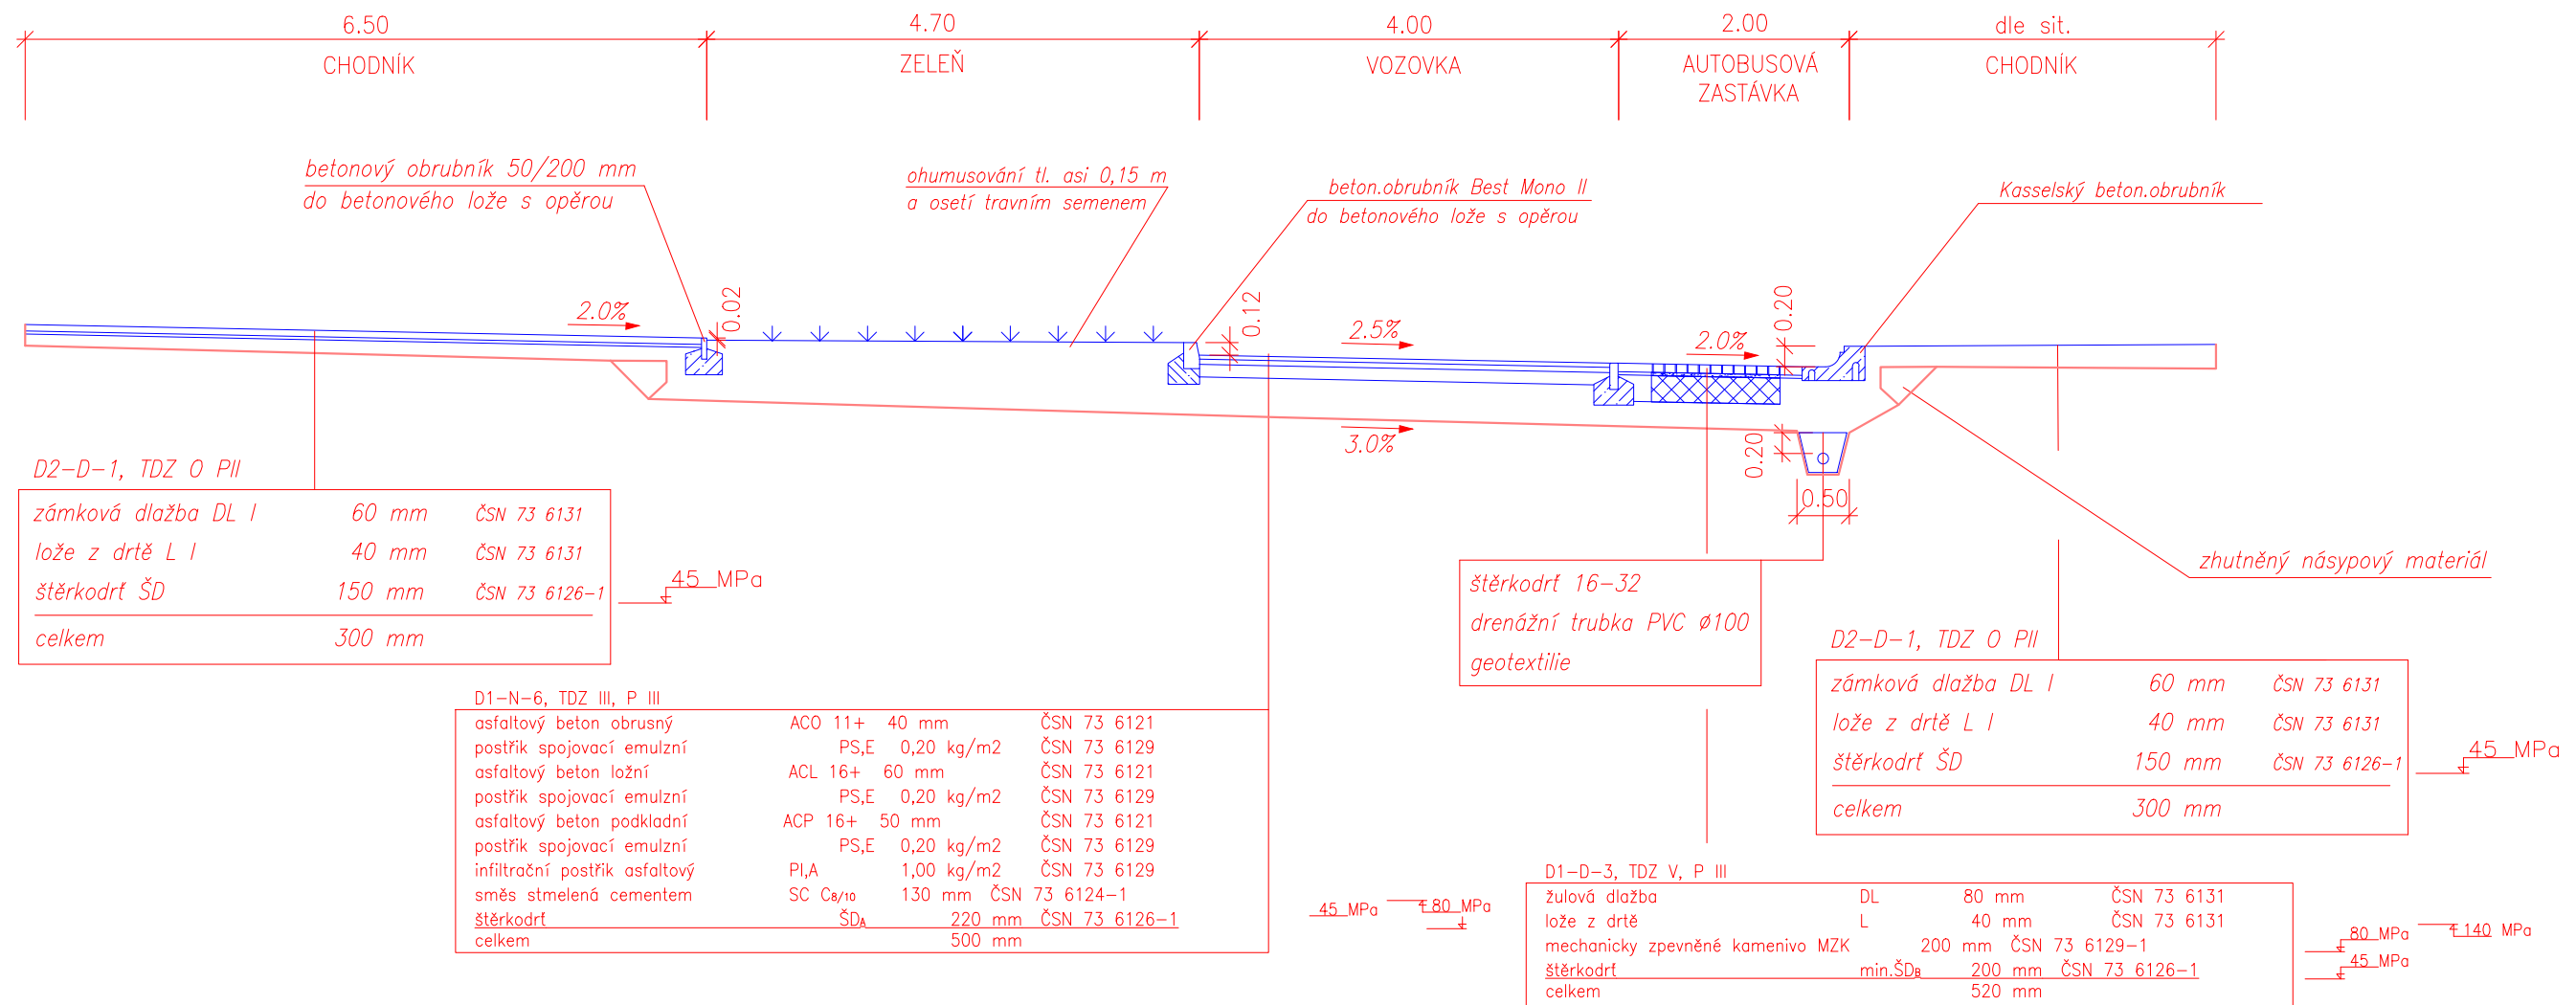 6.50 4.70 4.00 2.00 dle sit.
CHODNÍK ZELEŇ VOZOVKA AUTOBUSOVÁ CHODNÍK
ZASTÁVKA
betonový obrubník 50/200 mm
do betonového lože s opěrou
ohumusování tl. asi 0,15 m
a osetí travním semenem
beton.obrubník Best Mono II
do betonového lože s opěrou
Kasselský beton.obrubník
2.0%
0.02
0.12
2.5%
2.0%
0.20
3.0%
0.20
0.50
D2-D-1, TDZ O PII
zámková dlažba DL I 60 mm ČSN 73 6131
lože z drtě L I 40 mm ČSN 73 6131
štěrkodrť ŠD 150 mm ČSN 73 6126-1
celkem 300 mm
45 MPa
štěrkodrť 16-32
drenážní trubka PVC ø100
geotextilie
zhutněný násypový materiál
D2-D-1, TDZ O PII
zámková dlažba DL I 60 mm ČSN 73 6131
lože z drtě L I 40 mm ČSN 73 6131
štěrkodrť ŠD 150 mm ČSN 73 6126-1
celkem 300 mm
45 MPa
D1-N-6, TDZ III, P III
asfaltový beton obrusný ACO 11+ 40 mm ČSN 73 6121
postřik spojovací emulzní PS,E 0,20 kg/m2 ČSN 73 6129
asfaltový beton ložní ACL 16+ 60 mm ČSN 73 6121
postřik spojovací emulzní PS,E 0,20 kg/m2 ČSN 73 6129
asfaltový beton podkladní ACP 16+ 50 mm ČSN 73 6121
postřik spojovací emulzní PS,E 0,20 kg/m2 ČSN 73 6129
infiltrační postřik asfaltový PI,A 1,00 kg/m2 ČSN 73 6129
směs stmelená cementem SC C8/10 130 mm ČSN 73 6124-1
štěrkodrť ŠDA 220 mm ČSN 73 6126-1
celkem 500 mm
45 MPa 80 MPa
D1-D-3, TDZ V, P III
žulová dlažba DL 80 mm ČSN 73 6131
lože z drtě L 40 mm ČSN 73 6131
mechanicky zpevněné kamenivo MZK 200 mm ČSN 73 6129-1
štěrkodrť min.ŠDB 200 mm ČSN 73 6126-1
celkem 520 mm
80 MPa 140 MPa
45 MPa